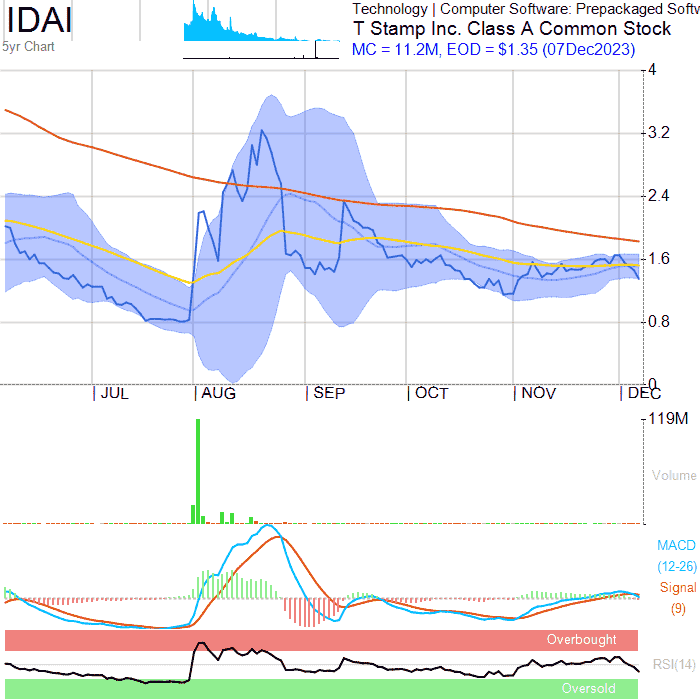 IDAI
5yr Chart
Technology | Computer Software: Prepackaged Softw
T Stamp Inc. Class A Common Stock
MC = 11.2M, EOD = $1.35 (07Dec2023)
4
3.2
2.4
1.6
0.8
0
JUL AUG SEP OCT NOV DEC
119M
Volume
MACD
(12-26)
Signal
(9)
Overbought
RSI(14)
Oversold